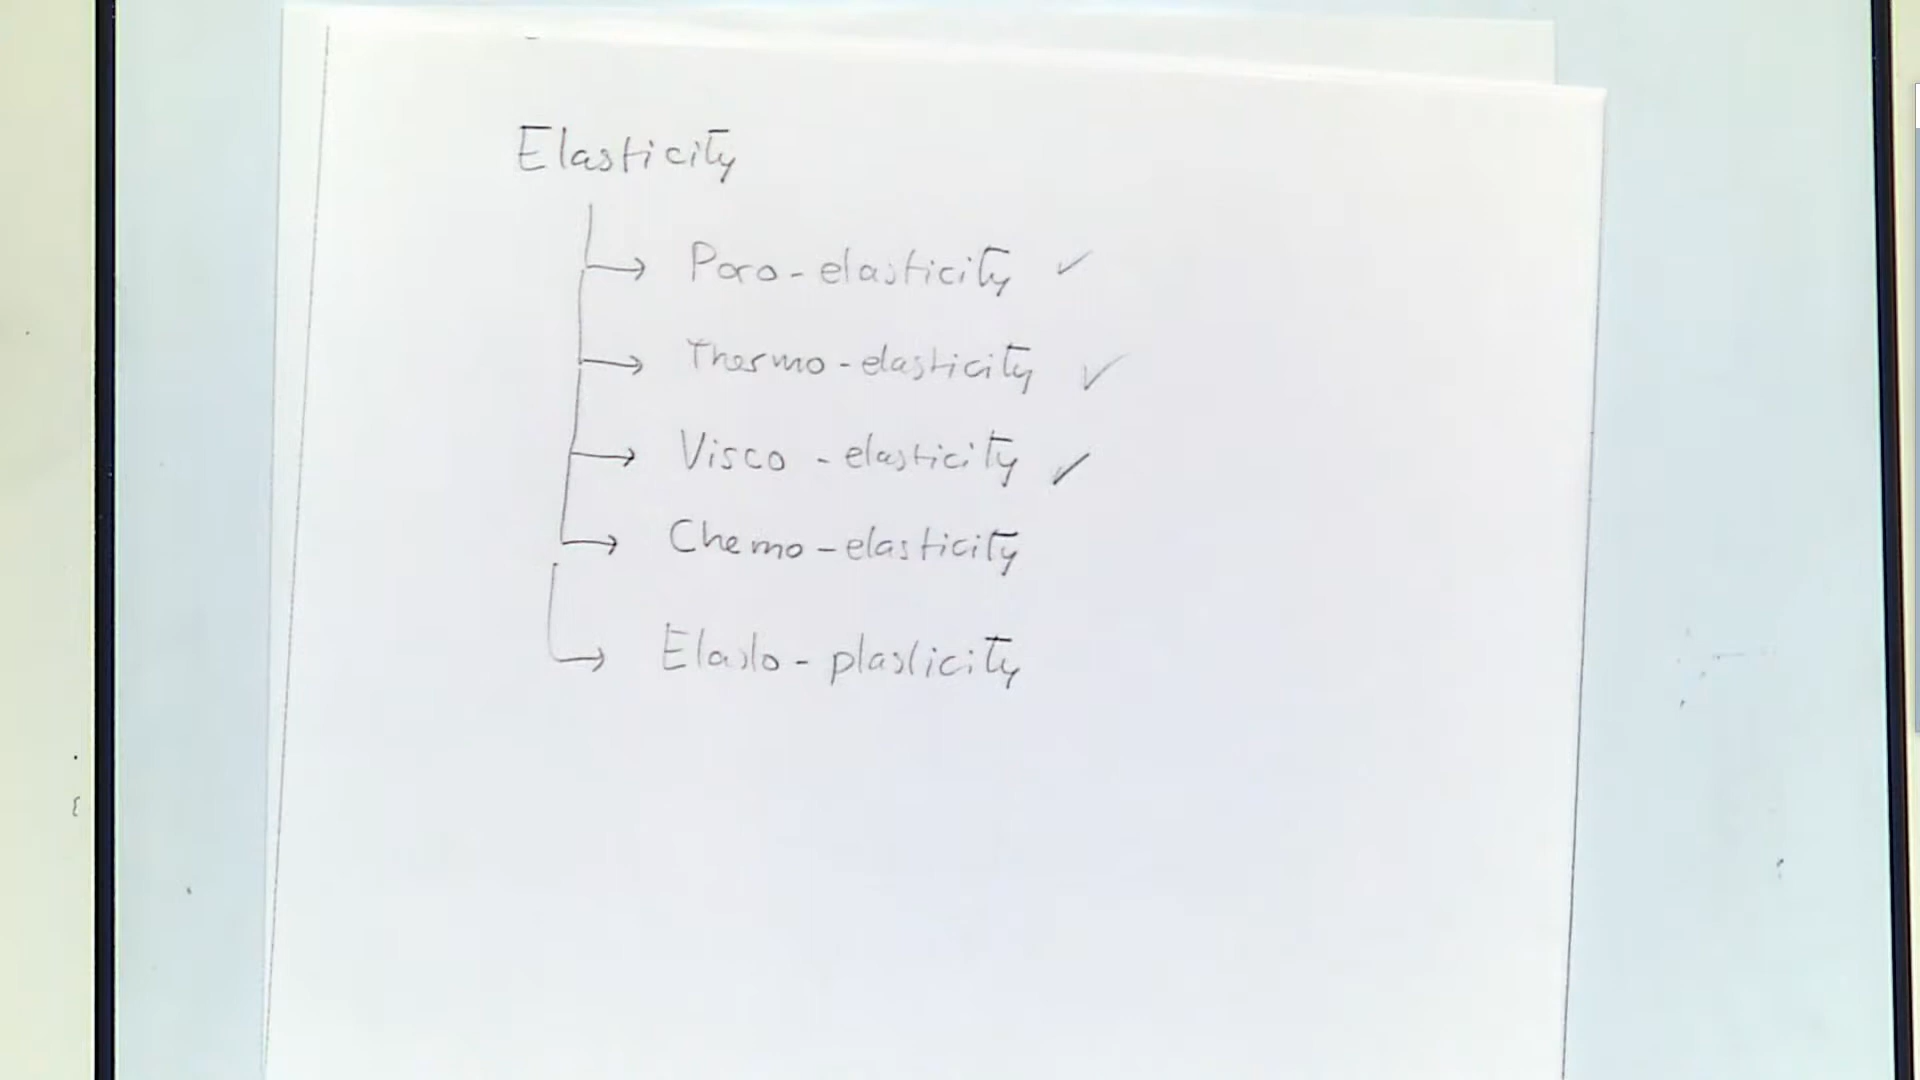 Elasticity
→ Poro-elasticity ✓
→ Thermo-elasticity ✓
→ Visco-elasticity ✓
→ Chemo-elasticity
→ Elasto-plasticity